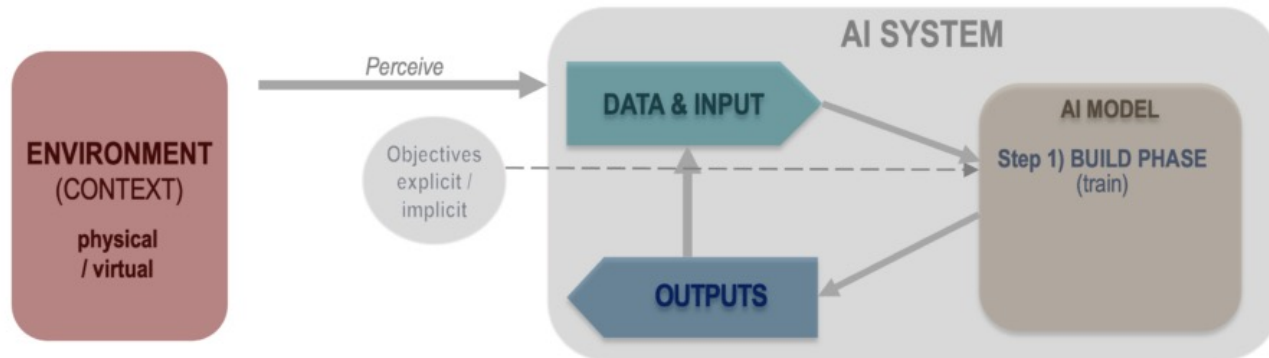 AI SYSTEM
Perceive
DATA & INPUT
AI MODEL
ENVIRONMENT
(CONTEXT)
physical
/ virtual
Objectives
explicit /
implicit
Step 1) BUILD PHASE
(train)
OUTPUTS